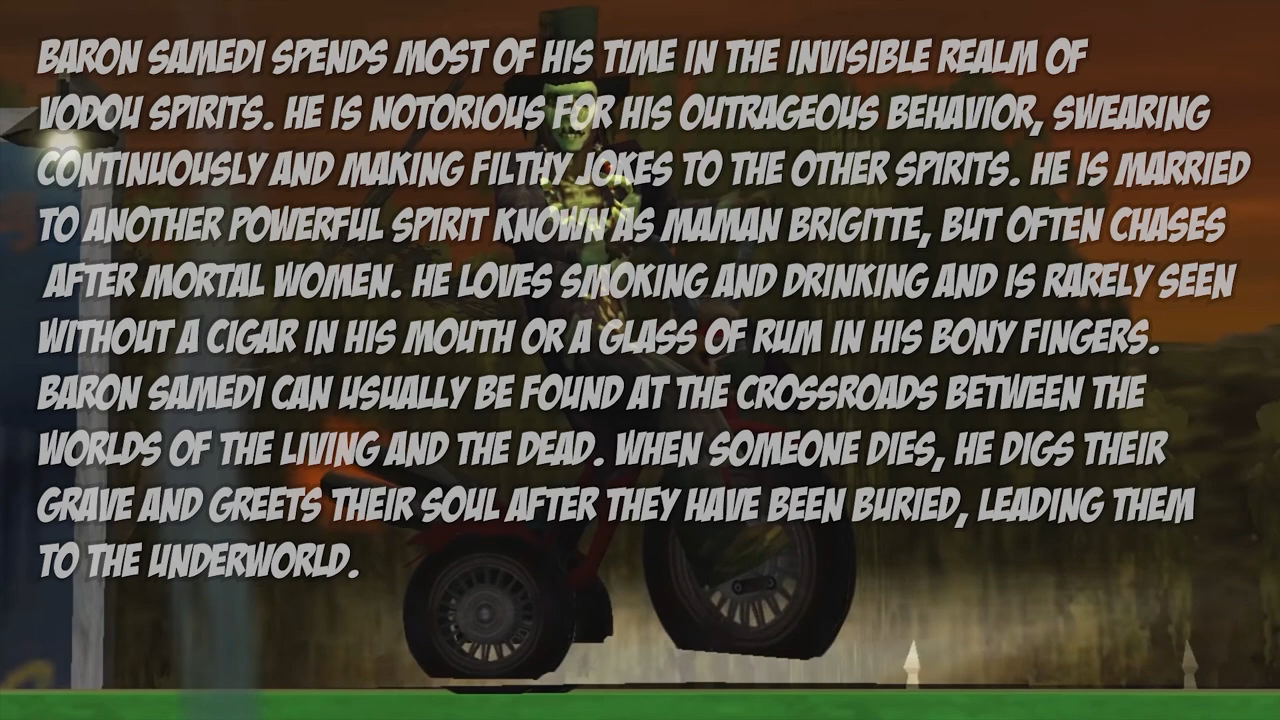 BARON SAMEDI SPENDS MOST OF HIS TIME IN THE INVISIBLE REALM OF
VODOU SPIRITS. HE IS NOTORIOUS FOR HIS OUTRAGEOUS BEHAVIOR, SWEARING
CONTINUOUSLY AND MAKING FILTHY JOKES TO THE OTHER SPIRITS. HE IS MARRIED
TO ANOTHER POWERFUL SPIRIT KNOWN AS MAMAN BRIGITTE, BUT OFTEN CHASES
AFTER MORTAL WOMEN. HE LOVES SMOKING AND DRINKING AND IS RARELY SEEN
WITHOUT A CIGAR IN HIS MOUTH OR A GLASS OF RUM IN HIS BONY FINGERS.
BARON SAMEDI CAN USUALLY BE FOUND AT THE CROSSROADS BETWEEN THE
WORLDS OF THE LIVING AND THE DEAD. WHEN SOMEONE DIES, HE DIGS THEIR
GRAVE AND GREETS THEIR SOUL AFTER THEY HAVE BEEN BURIED, LEADING THEM
TO THE UNDERWORLD.